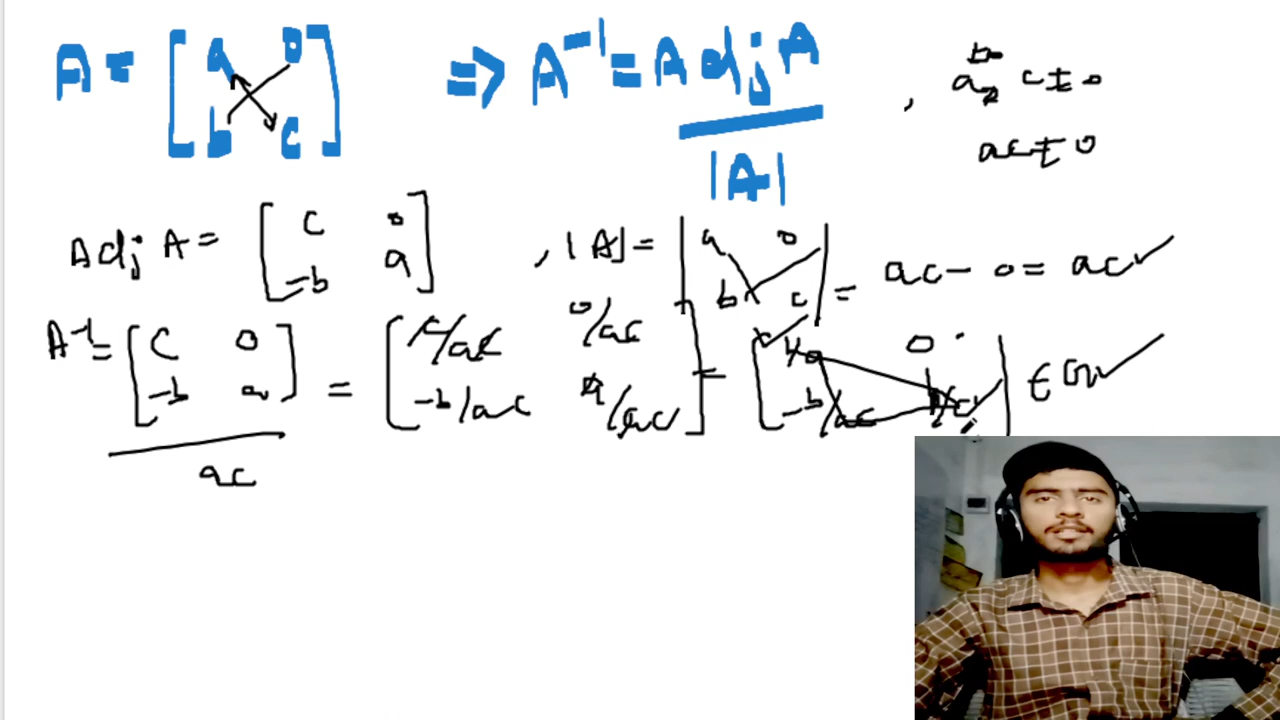 A = [ a 0 ; b c ] ⇒ A⁻¹ = Adj A / |A| , a, c ≠ 0
ac ≠ 0
Adj A = [ c 0 ; -b a ] , |A| = | a 0 ; b c | = ac - 0 = ac ✓
A⁻¹ = [ c 0 ; -b a ] / ac = [ c/ac 0/ac ; -b/ac a/ac ] = [ 1/a 0 ; -b/ac 1/c ] ∈ G ✓